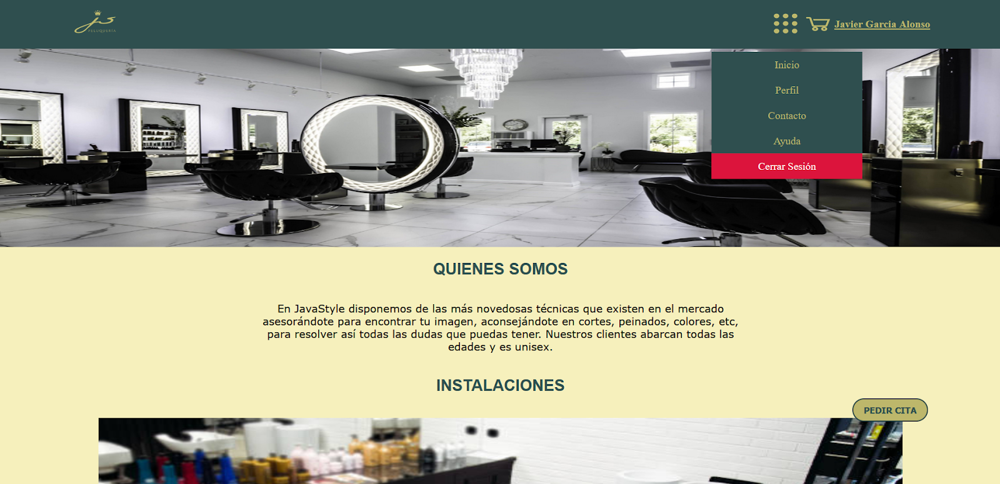 JS
PELUQUERÍA
Javier Garcia Alonso
Inicio
Perfil
Contacto
Ayuda
Cerrar Sesión
QUIENES SOMOS
En JavaStyle disponemos de las más novedosas técnicas que existen en el mercado
asesorándote para encontrar tu imagen, aconsejándote en cortes, peinados, colores, etc,
para resolver así todas las dudas que puedas tener. Nuestros clientes abarcan todas las
edades y es unisex.
INSTALACIONES
PEDIR CITA